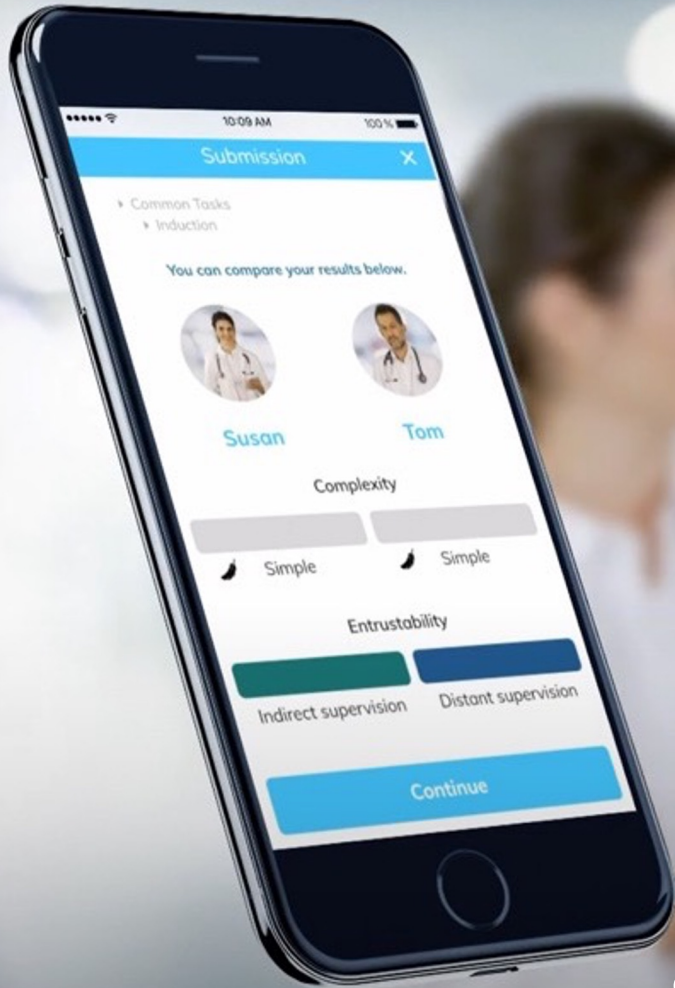 10:09 AM 100 %
Submission X
Common Tasks
Induction
You can compare your results below.
Susan Tom
Complexity
Simple Simple
Entrustability
Indirect supervision Distant supervision
Continue